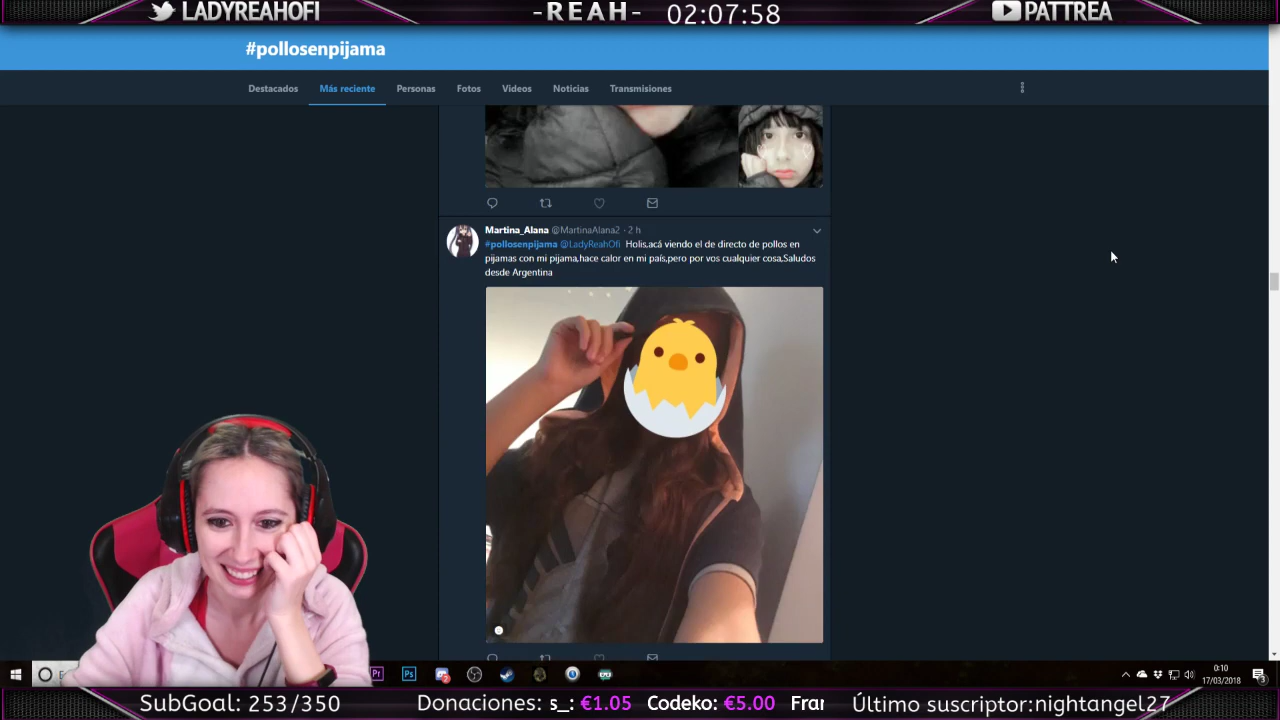 LADYREAHOFI
-REAH-
02:07:58
PATTREA
#pollosenpijama
Destacados Más reciente Personas Fotos Videos Noticias Transmisiones
Martina_Alana @MartinaAlana2 · 2 h
#pollosenpijama @LadyReahOfi Holis,acá viendo el de directo de pollos en
pijamas con mi pijama,hace calor en mi país,pero por vos cualquier cosa,Saludos
desde Argentina
Pr Ps
0:10
17/03/2018
SubGoal: 253/350
Donaciones: s_: €1.05 Codeko: €5.00 Fran
Último suscriptor:nightangel27